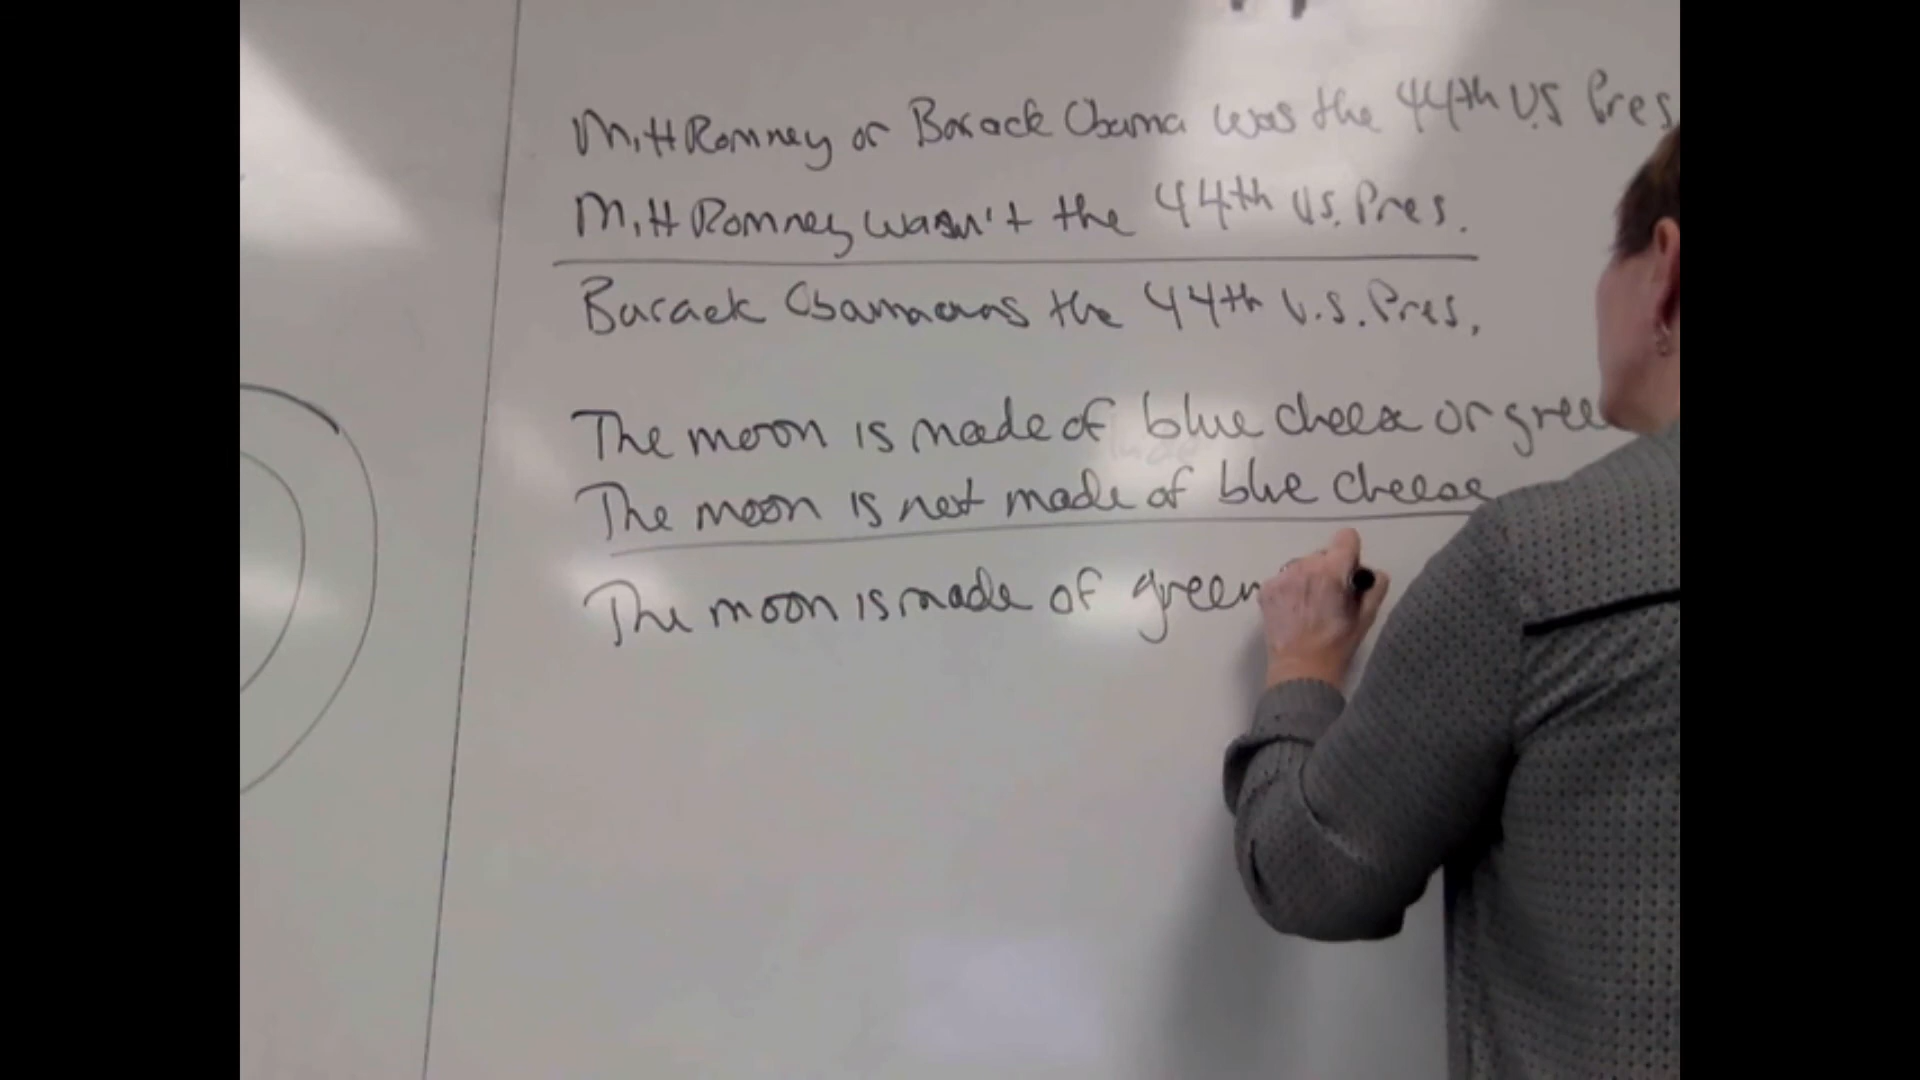 Mitt Romney or Barack Obama was the 44th U.S Pres
Mitt Romney wasn't the 44th U.S. Pres.
Barack Obama was the 44th U.S. Pres.
The moon is made of blue cheese or gree
The moon is not made of blue cheese
The moon is made of green